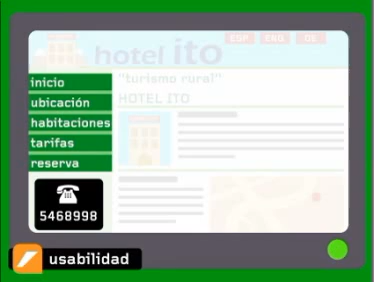 hotel ito
ESP ENG DE
inicio
ubicación
habitaciones
tarifas
reserva
"turismo rural"
HOTEL ITO
5468998
usabilidad